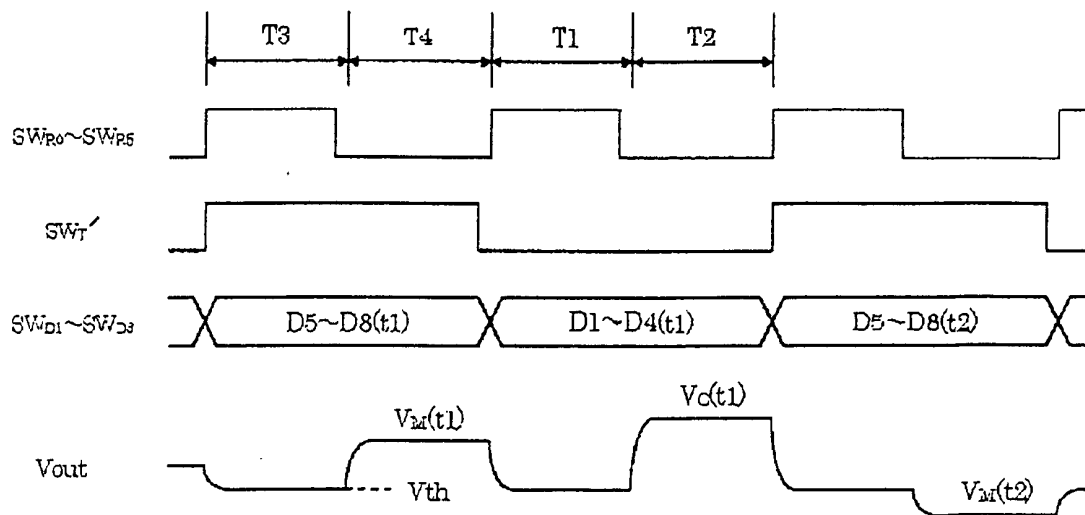 T3 T4 T1 T2
SWR0~SWR5
SWT′
SWD1~SWD3 D5~D8(t1) D1~D4(t1) D5~D8(t2)
VM(t1) VO(t1)
Vout Vth VM(t2)